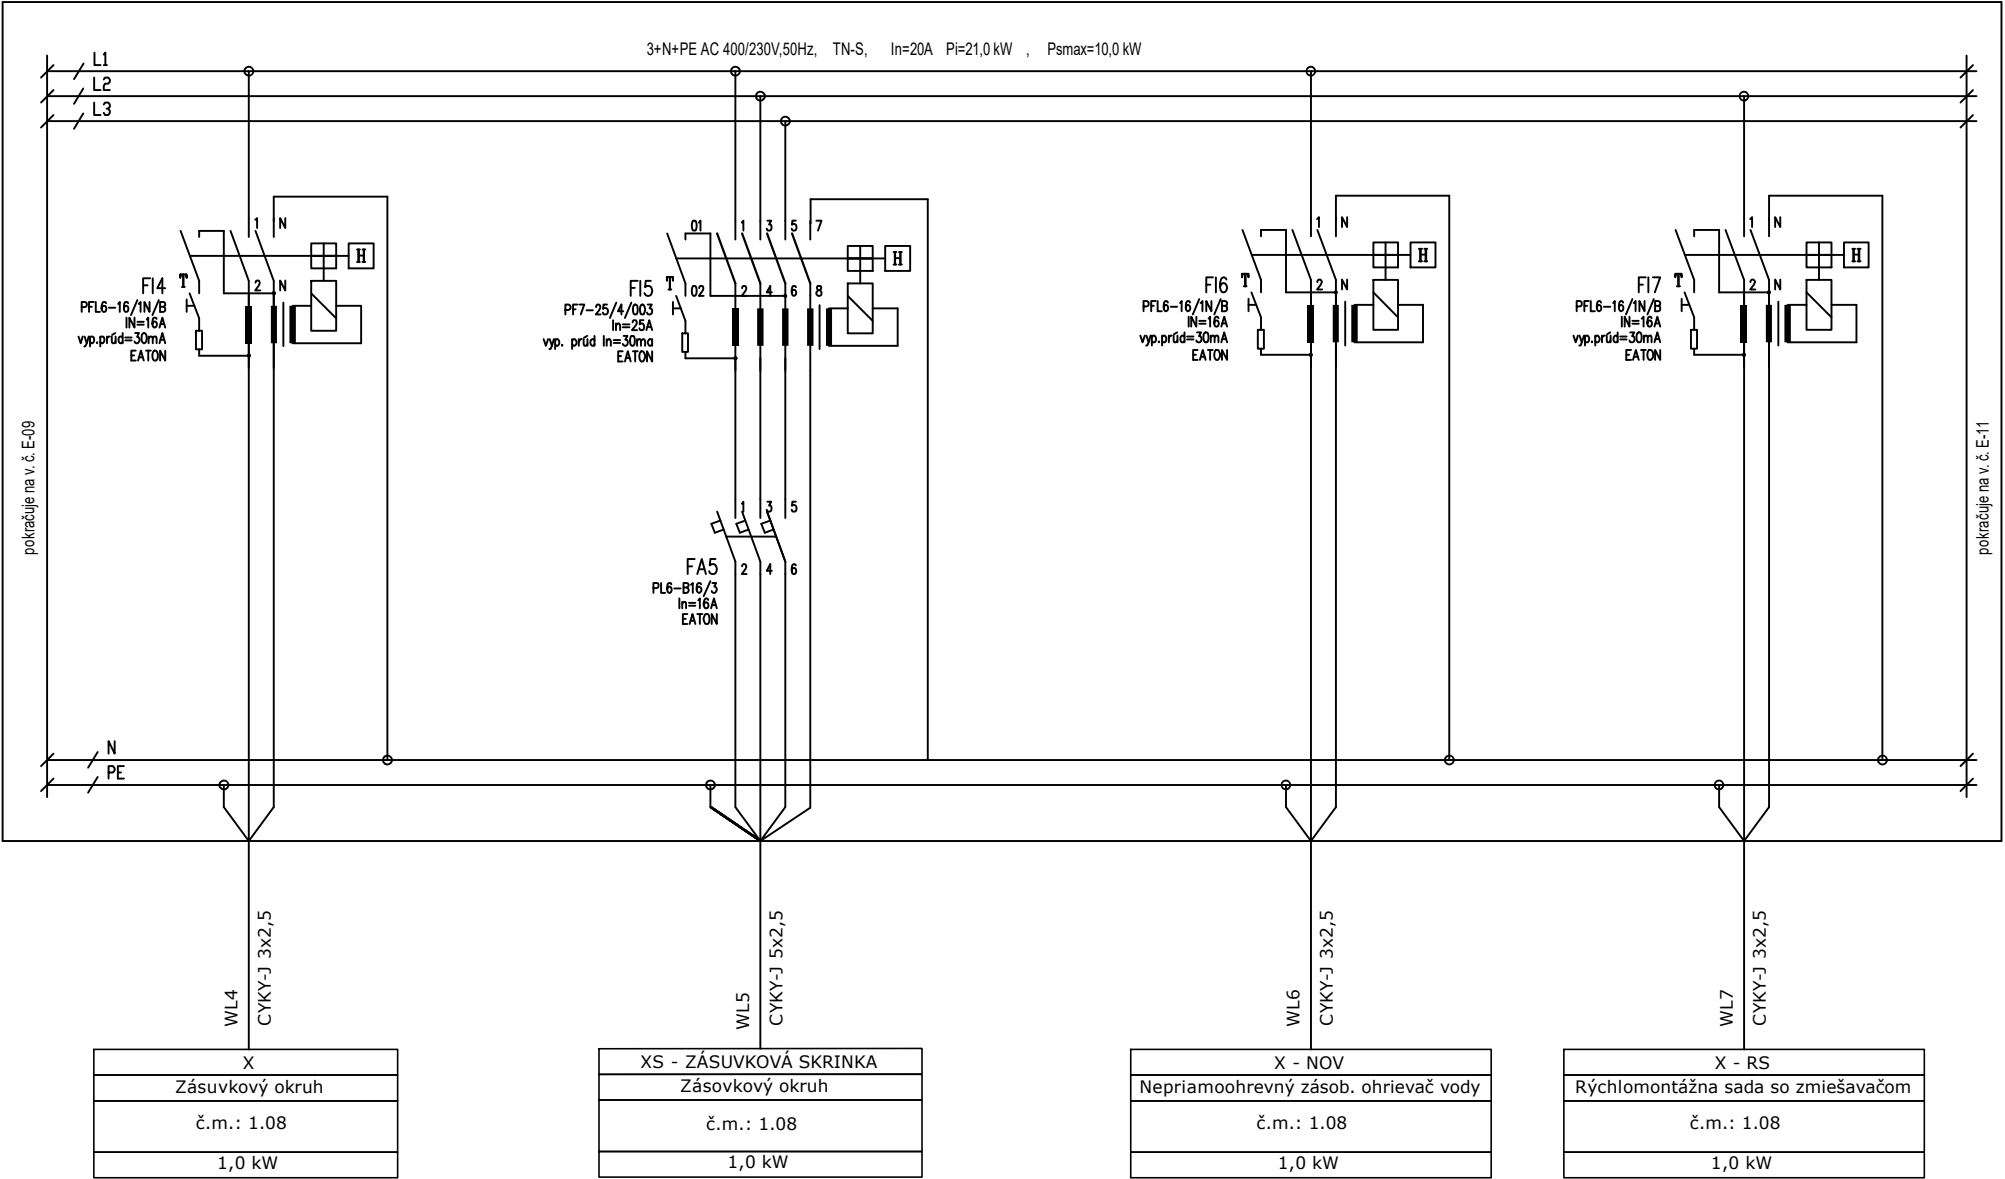 3+N+PE AC 400/230V,50Hz, TN-S, In=20A Pi=21,0 kW , Psmax=10,0 kW
L1
L2
L3
1 N
H
T
2 N
FI4
PFL6-16/1N/B
IN=16A
vyp.prúd=30mA
EATON
01 1 3 5 7
H
T
02 2 4 6 8
FI5
PF7-25/4/003
In=25A
vyp. prúd In=30ma
EATON
1 3 5
FA5
2 4 6
PL6-B16/3
In=16A
EATON
1 N
H
T
2 N
FI6
PFL6-16/1N/B
IN=16A
vyp.prúd=30mA
EATON
1 N
H
T
2 N
FI7
PFL6-16/1N/B
IN=16A
vyp.prúd=30mA
EATON
pokračuje na v. č. E-09
pokračuje na v. č. E-11
N
PE
WL4
CYKY-J 3x2,5
WL5
CYKY-J 5x2,5
WL6
CYKY-J 3x2,5
WL7
CYKY-J 3x2,5
X
Zásuvkový okruh
č.m.: 1.08
1,0 kW
XS - ZÁSUVKOVÁ SKRINKA
Zásovkový okruh
č.m.: 1.08
1,0 kW
X - NOV
Nepriamoohrevný zásob. ohrievač vody
č.m.: 1.08
1,0 kW
X - RS
Rýchlomontážna sada so zmiešavačom
č.m.: 1.08
1,0 kW